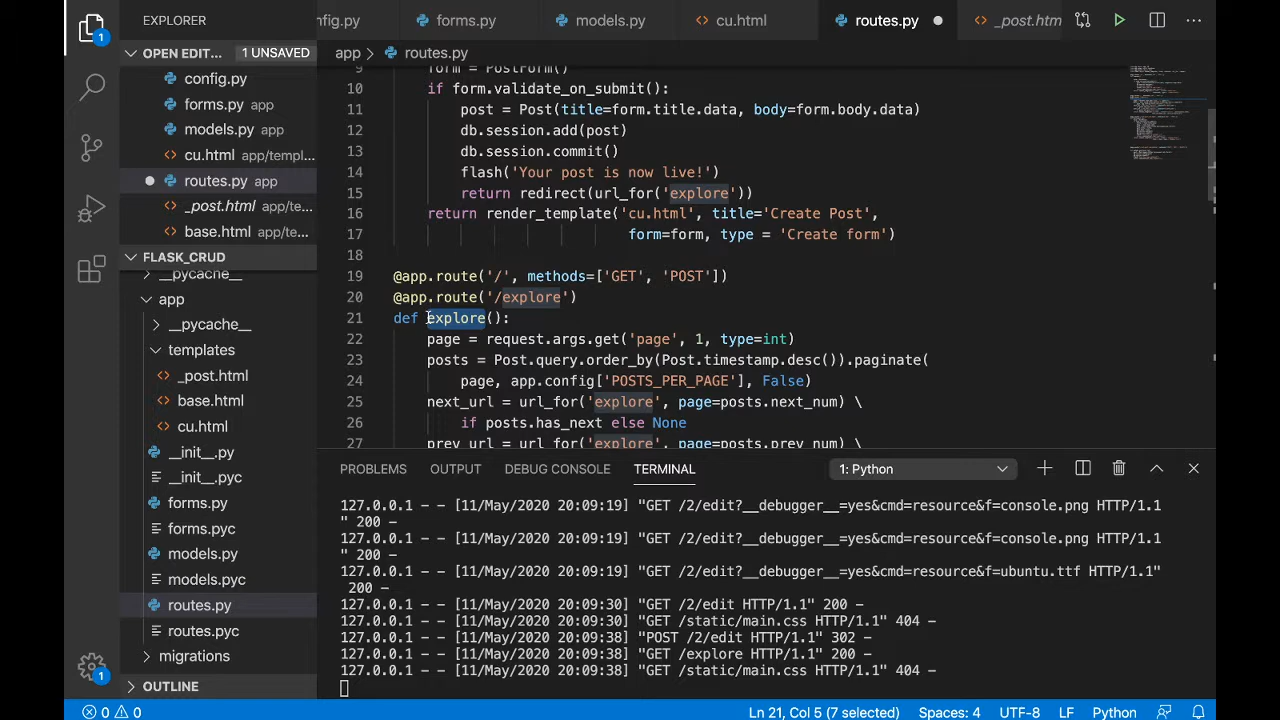 EXPLORER
nfig.py
forms.py
models.py
cu.html
routes.py
_post.htm
OPEN EDIT... 1 UNSAVED
config.py
forms.py app
models.py app
cu.html app/templ...
routes.py app
_post.html app/te...
base.html app/te...
FLASK_CRUD
__pycache__
app
__pycache__
templates
_post.html
base.html
cu.html
__init__.py
__init__.pyc
forms.py
forms.pyc
models.py
models.pyc
routes.py
routes.pyc
migrations
OUTLINE
app > routes.py
9 form = PostForm()
10 if form.validate_on_submit():
11 post = Post(title=form.title.data, body=form.body.data)
12 db.session.add(post)
13 db.session.commit()
14 flash('Your post is now live!')
15 return redirect(url_for('explore'))
16 return render_template('cu.html', title='Create Post',
17 form=form, type = 'Create form')
18
19 @app.route('/', methods=['GET', 'POST'])
20 @app.route('/explore')
21 def explore():
22 page = request.args.get('page', 1, type=int)
23 posts = Post.query.order_by(Post.timestamp.desc()).paginate(
24 page, app.config['POSTS_PER_PAGE'], False)
25 next_url = url_for('explore', page=posts.next_num) \
26 if posts.has_next else None
27 prev_url = url_for('explore', page=posts.prev_num) \
PROBLEMS OUTPUT DEBUG CONSOLE TERMINAL 1: Python
127.0.0.1 - - [11/May/2020 20:09:19] "GET /2/edit?__debugger__=yes&cmd=resource&f=console.png HTTP/1.1
" 200 -
127.0.0.1 - - [11/May/2020 20:09:19] "GET /2/edit?__debugger__=yes&cmd=resource&f=console.png HTTP/1.1
" 200 -
127.0.0.1 - - [11/May/2020 20:09:19] "GET /2/edit?__debugger__=yes&cmd=resource&f=ubuntu.ttf HTTP/1.1"
200 -
127.0.0.1 - - [11/May/2020 20:09:30] "GET /2/edit HTTP/1.1" 200 -
127.0.0.1 - - [11/May/2020 20:09:30] "GET /static/main.css HTTP/1.1" 404 -
127.0.0.1 - - [11/May/2020 20:09:38] "POST /2/edit HTTP/1.1" 302 -
127.0.0.1 - - [11/May/2020 20:09:38] "GET /explore HTTP/1.1" 200 -
127.0.0.1 - - [11/May/2020 20:09:38] "GET /static/main.css HTTP/1.1" 404 -
1
1
0 0 Ln 21, Col 5 (7 selected) Spaces: 4 UTF-8 LF Python